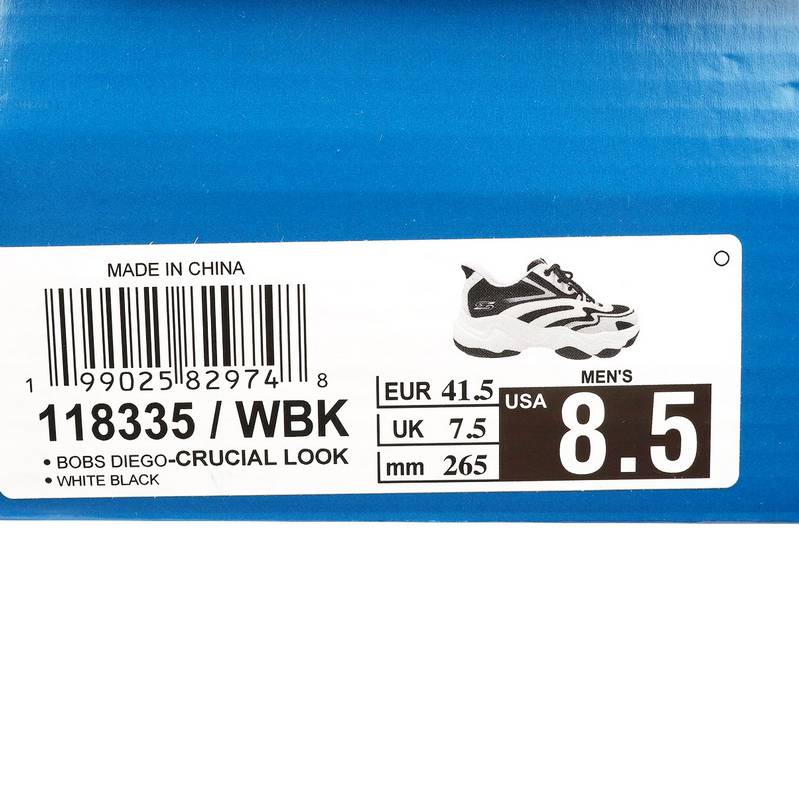 MADE IN CHINA
1 99025 82974 8
118335 / WBK
• BOBS DIEGO-CRUCIAL LOOK
• WHITE BLACK
MEN'S
EUR 41.5
UK 7.5
mm 265
USA 8.5